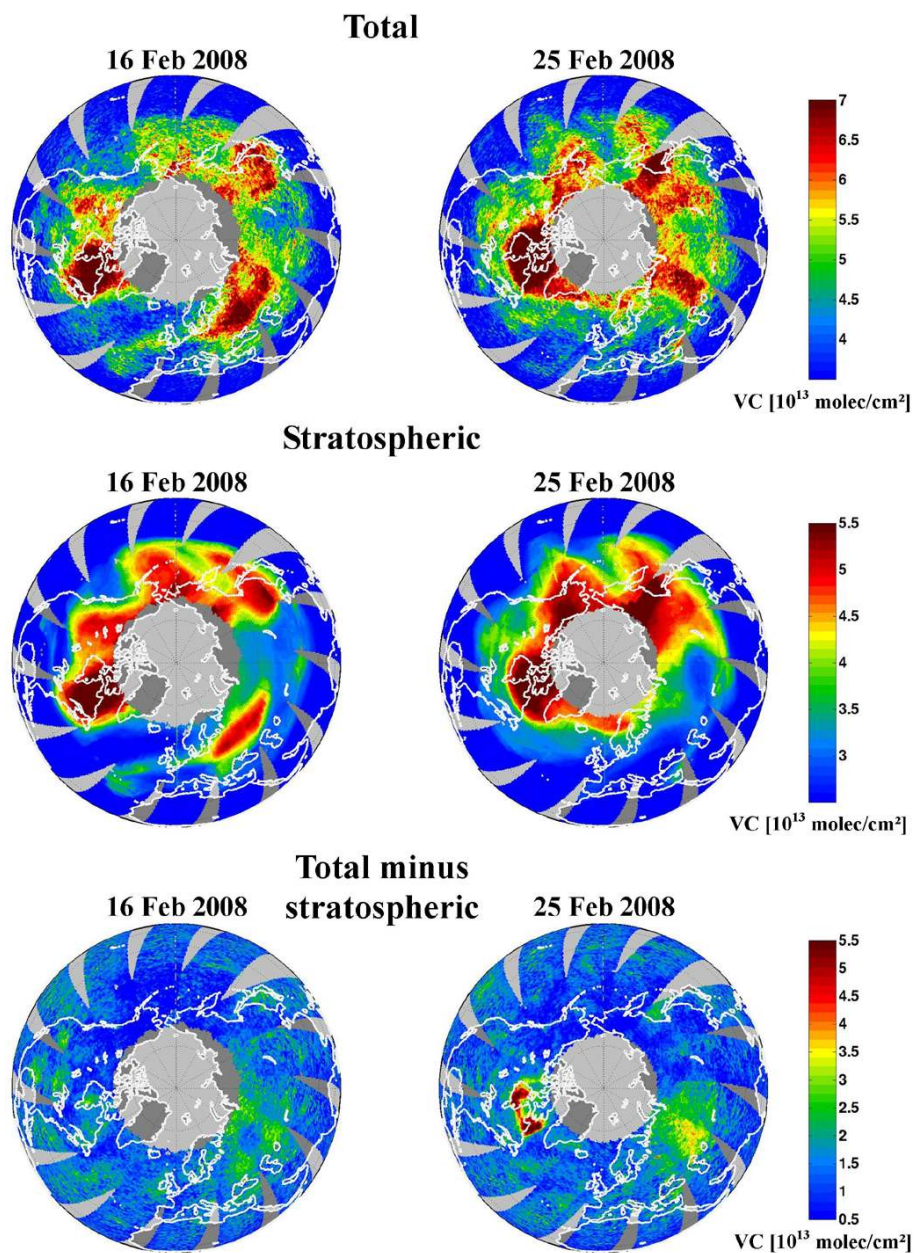 Total
16 Feb 2008
25 Feb 2008
7
6.5
6
5.5
5
4.5
4
VC [10¹³ molec/cm²]
Stratospheric
16 Feb 2008
25 Feb 2008
5.5
5
4.5
4
3.5
3
VC [10¹³ molec/cm²]
Total minus
stratospheric
16 Feb 2008
25 Feb 2008
5.5
5
4.5
4
3.5
3
2.5
2
1.5
1
0.5
VC [10¹³ molec/cm²]